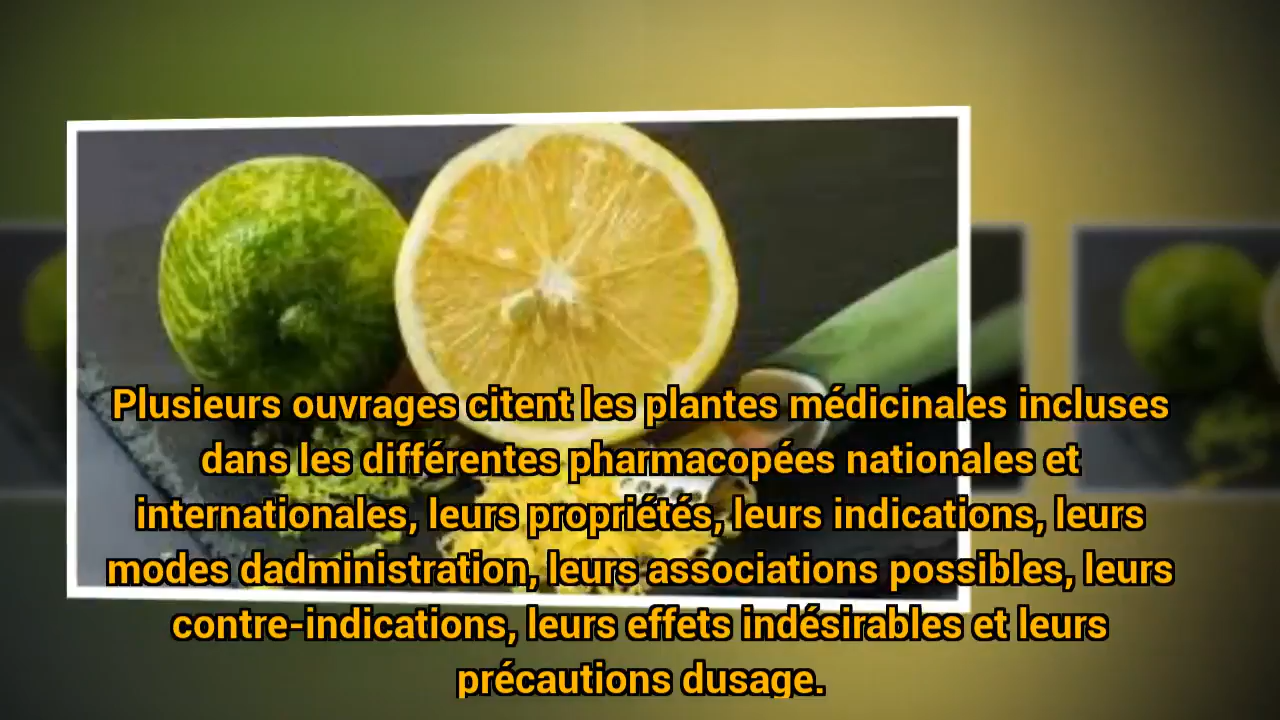 Plusieurs ouvrages citent les plantes médicinales incluses
dans les différentes pharmacopées nationales et
internationales, leurs propriétés, leurs indications, leurs
modes dadministration, leurs associations possibles, leurs
contre-indications, leurs effets indésirables et leurs
précautions dusage.